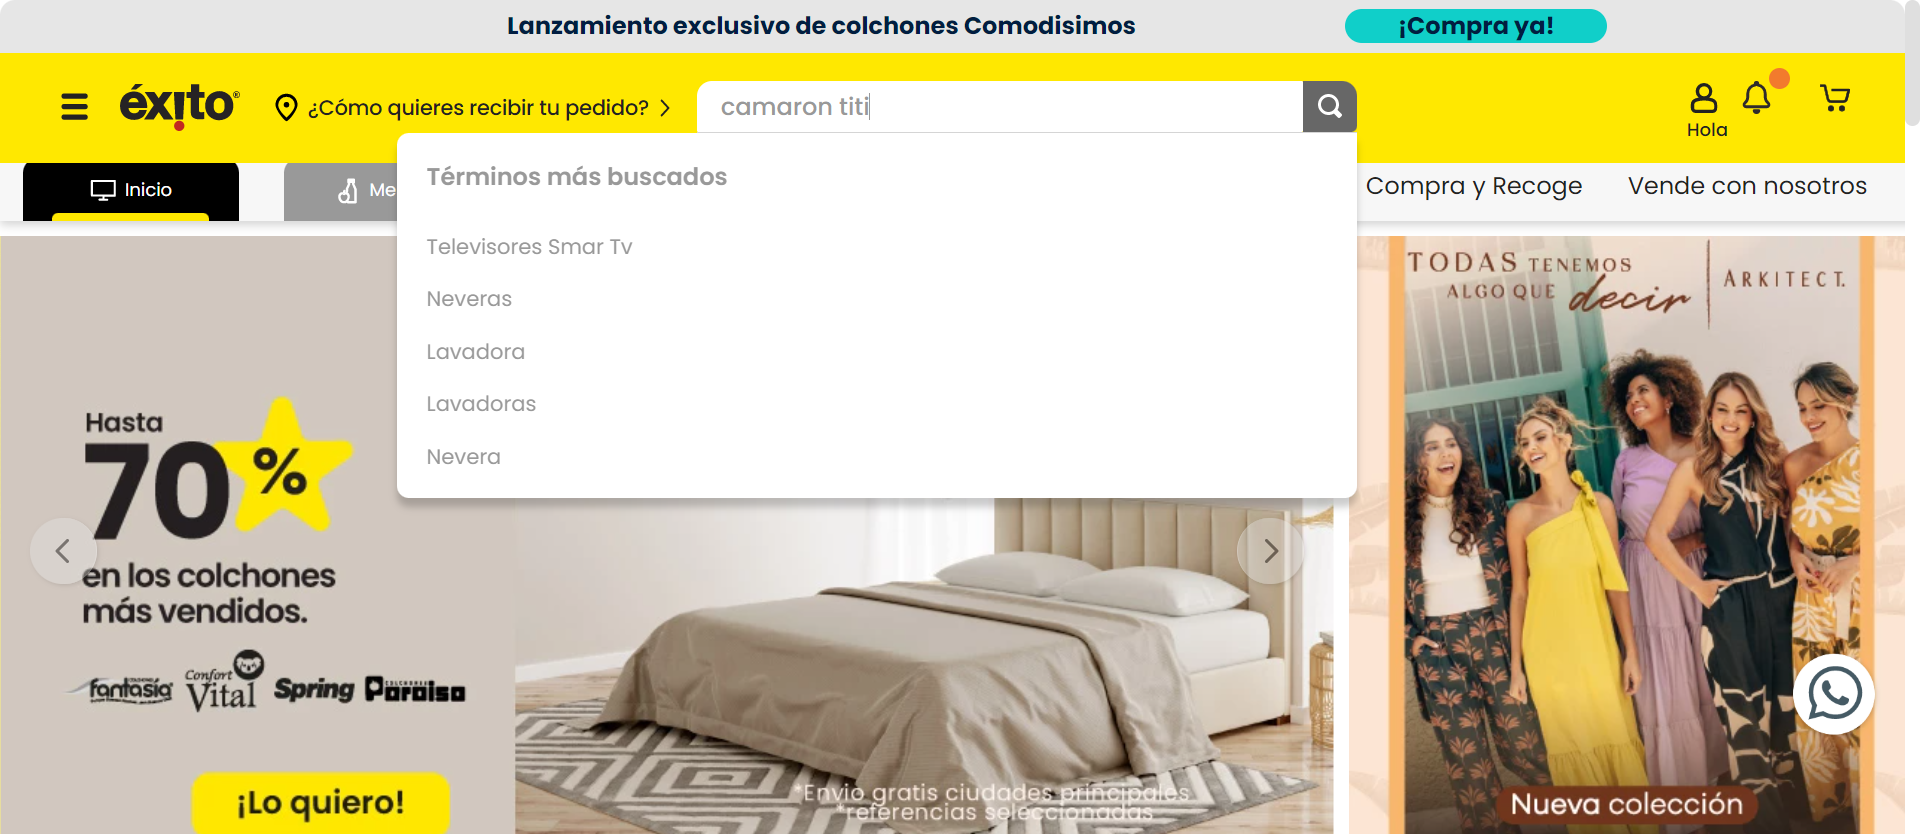 Lanzamiento exclusivo de colchones Comodisimos
¡Compra ya!
éxito®
¿Cómo quieres recibir tu pedido?
camaron titi
Hola
Inicio
Me
Términos más buscados
Televisores Smar Tv
Neveras
Lavadora
Lavadoras
Nevera
Compra y Recoge
Vende con nosotros
Hasta
70%
en los colchones
más vendidos.
fantasía
Confort
Vital
Spring
COLCHONES
Paraiso
¡Lo quiero!
*Envio gratis ciudades principales
*referencias seleccionadas
TODAS TENEMOS
ALGO QUE decir
ARKITECT.
Nueva colección